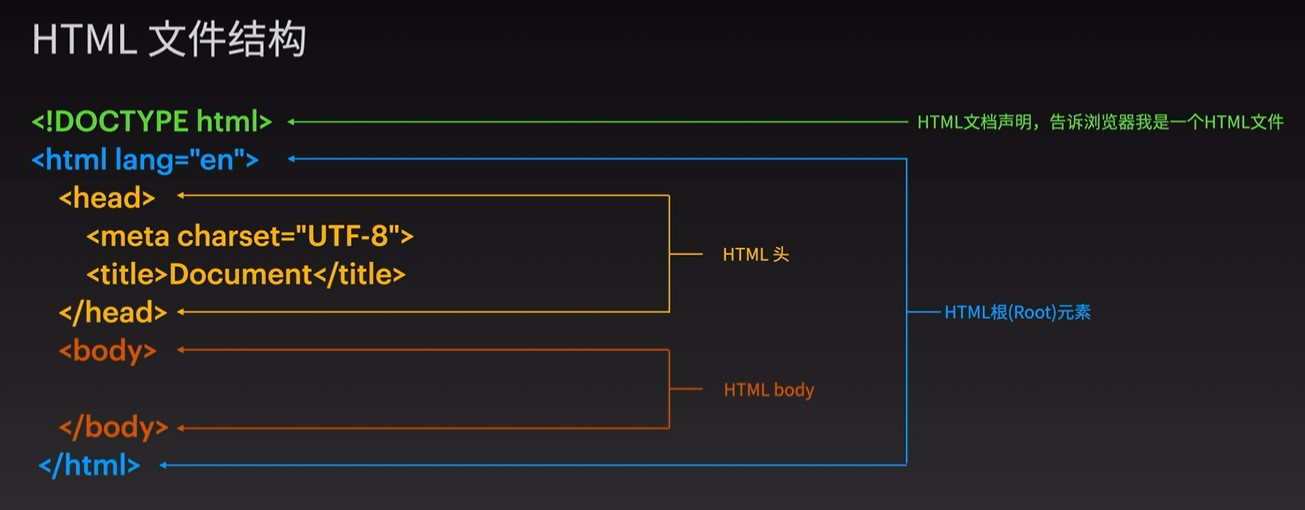 HTML 文件结构
<!DOCTYPE html>
HTML文档声明，告诉浏览器我是一个HTML文件
<html lang="en">
<head>
<meta charset="UTF-8">
HTML 头
<title>Document</title>
</head>
HTML根(Root)元素
<body>
HTML body
</body>
</html>